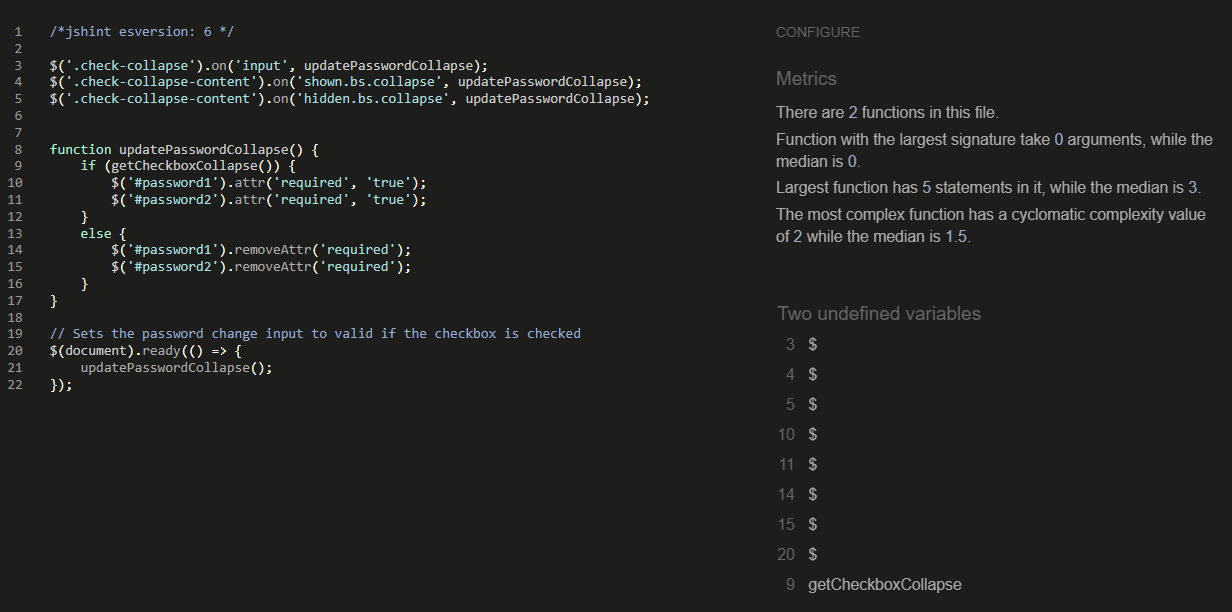 1 /*jshint esversion: 6 */
2
3 $('.check-collapse').on('input', updatePasswordCollapse);
4 $('.check-collapse-content').on('shown.bs.collapse', updatePasswordCollapse);
5 $('.check-collapse-content').on('hidden.bs.collapse', updatePasswordCollapse);
6
7
8 function updatePasswordCollapse() {
9     if (getCheckboxCollapse()) {
10         $('#password1').attr('required', 'true');
11         $('#password2').attr('required', 'true');
12     }
13     else {
14         $('#password1').removeAttr('required');
15         $('#password2').removeAttr('required');
16     }
17 }
18
19 // Sets the password change input to valid if the checkbox is checked
20 $(document).ready(() => {
21     updatePasswordCollapse();
22 });
CONFIGURE
Metrics
There are 2 functions in this file.
Function with the largest signature take 0 arguments, while the
median is 0.
Largest function has 5 statements in it, while the median is 3.
The most complex function has a cyclomatic complexity value
of 2 while the median is 1.5.
Two undefined variables
3 $
4 $
5 $
10 $
11 $
14 $
15 $
20 $
9 getCheckboxCollapse